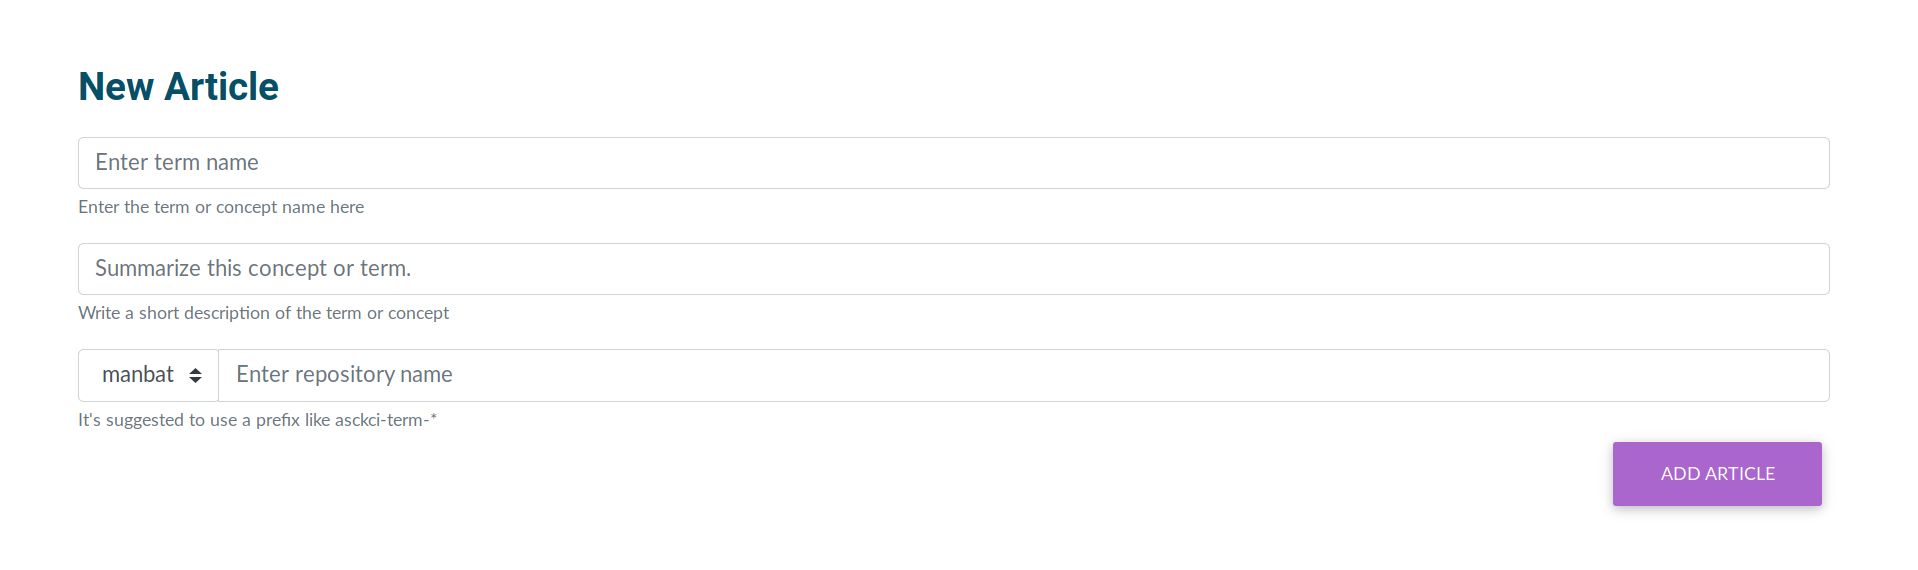 New Article
Enter term name
Enter the term or concept name here
Summarize this concept or term.
Write a short description of the term or concept
manbat Enter repository name
It's suggested to use a prefix like asckci-term-*
ADD ARTICLE